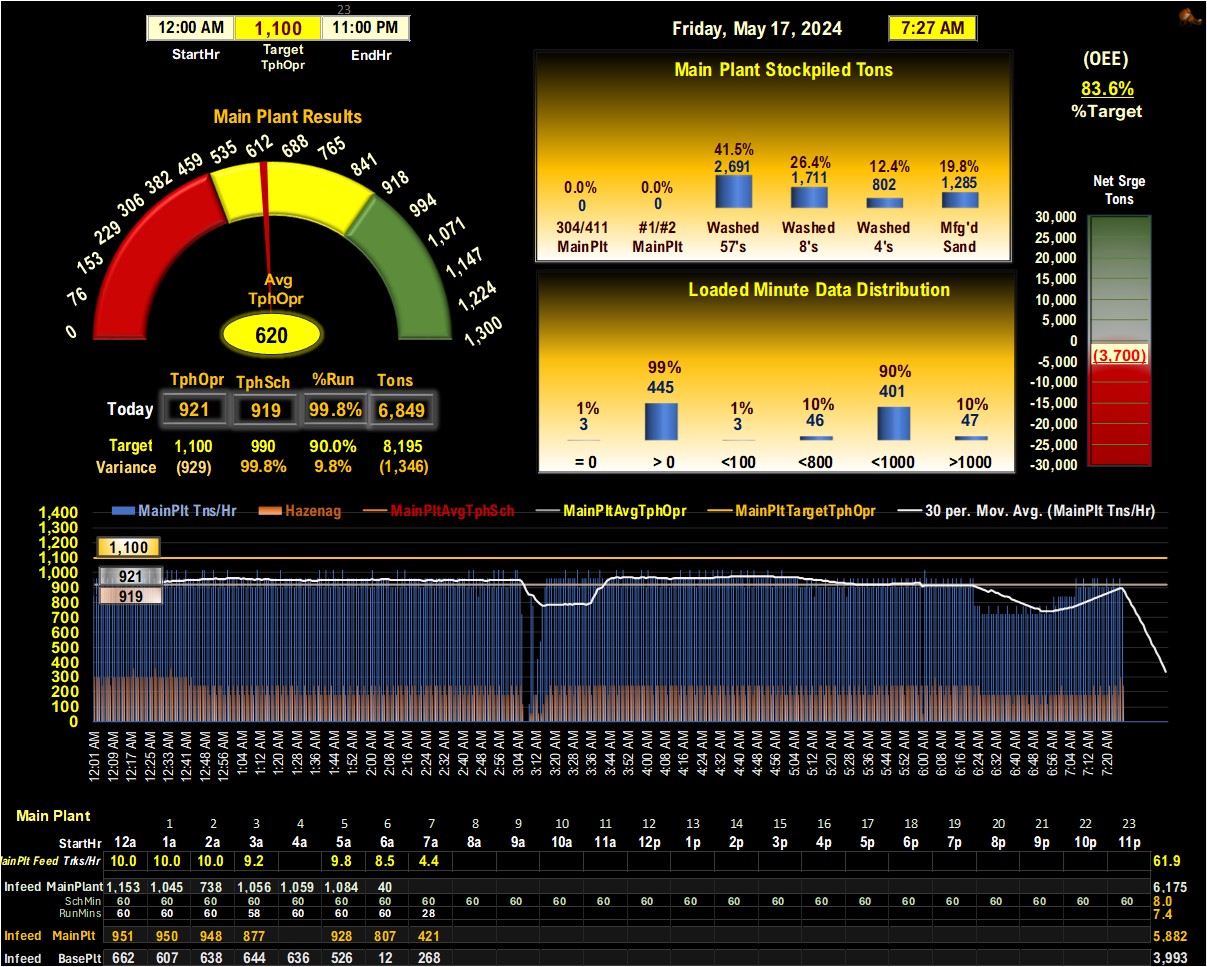 23
12:00 AM 1,100 11:00 PM
StartHr Target TphOpr EndHr
Friday, May 17, 2024 7:27 AM
(OEE)
83.6%
%Target
Main Plant Results
0 76 153 229 306 382 459 535 612 688 765 841 918 994 1,071 1,147 1,224 1,300
Avg
TphOpr
620
TphOpr TphSch %Run Tons
Today 921 919 99.8% 6,849
Target 1,100 990 90.0% 8,195
Variance (929) 99.8% 9.8% (1,346)
Main Plant Stockpiled Tons
0.0% 0.0% 41.5% 26.4% 12.4% 19.8%
0 0 2,691 1,711 802 1,285
304/411 #1/#2 Washed Washed Washed Mfg'd
MainPlt MainPlt 57's 8's 4's Sand
Loaded Minute Data Distribution
1% 99% 1% 10% 90% 10%
3 445 3 46 401 47
= 0 > 0 <100 <800 <1000 >1000
Net Srge
Tons
30,000
25,000
20,000
15,000
10,000
5,000
0
(3,700)
-5,000
-10,000
-15,000
-20,000
-25,000
-30,000
MainPlt Tns/Hr Hazenag MainPltAvgTphSch MainPltAvgTphOpr MainPltTargetTphOpr 30 per. Mov. Avg. (MainPlt Tns/Hr)
1,400
1,300
1,200
1,100
1,000
900
800
700
600
500
400
300
200
100
0
1,100
921
919
12:01 AM 12:09 AM 12:17 AM 12:25 AM 12:33 AM 12:41 AM 12:48 AM 12:56 AM 1:04 AM 1:12 AM 1:20 AM 1:28 AM 1:36 AM 1:44 AM 1:52 AM 2:00 AM 2:08 AM 2:16 AM 2:24 AM 2:32 AM 2:40 AM 2:48 AM 2:56 AM 3:04 AM 3:12 AM 3:20 AM 3:28 AM 3:36 AM 3:44 AM 3:52 AM 4:00 AM 4:08 AM 4:16 AM 4:24 AM 4:32 AM 4:40 AM 4:48 AM 4:56 AM 5:04 AM 5:12 AM 5:20 AM 5:28 AM 5:36 AM 5:44 AM 5:52 AM 6:00 AM 6:08 AM 6:16 AM 6:24 AM 6:32 AM 6:40 AM 6:48 AM 6:56 AM 7:04 AM 7:12 AM 7:20 AM
Main Plant
1 2 3 4 5 6 7 8 9 10 11 12 13 14 15 16 17 18 19 20 21 22 23
StartHr 12a 1a 2a 3a 4a 5a 6a 7a 8a 9a 10a 11a 12p 1p 2p 3p 4p 5p 6p 7p 8p 9p 10p 11p
MainPlt Feed Trks/Hr 10.0 10.0 10.0 9.2 9.8 8.5 4.4 61.9
Infeed MainPlant 1,153 1,045 738 1,056 1,059 1,084 40 6,175
SchMin 60 60 60 60 60 60 60 60 60 60 60 60 60 60 60 60 60 60 60 60 60 60 60 60 8.0
RunMins 60 60 60 58 60 60 60 28 7.4
Infeed MainPlt 951 950 948 877 928 807 421 5,882
Infeed BasePlt 662 607 638 644 636 526 12 268 3,993